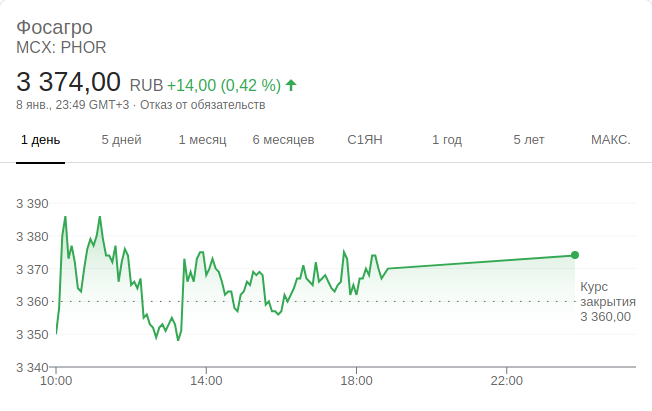 Фосагро
MCX: PHOR
3 374,00 RUB +14,00 (0,42 %)
8 янв., 23:49 GMT+3 · Отказ от обязательств
1 день 5 дней 1 месяц 6 месяцев С1ЯН 1 год 5 лет МАКС.
3 390
3 380
3 370
3 360
3 350
3 340
Курс
закрытия
3 360,00
10:00 14:00 18:00 22:00